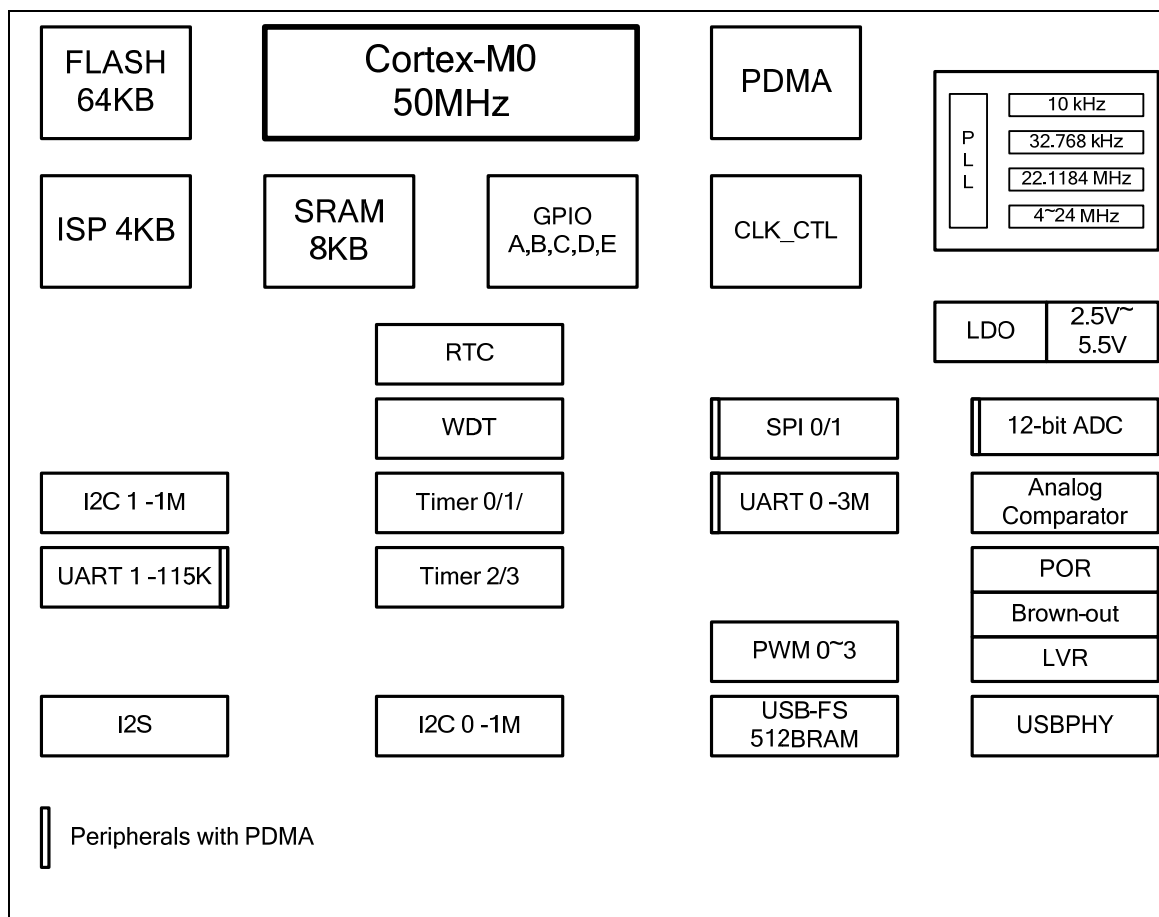 FLASH
64KB
Cortex-M0
50MHz
PDMA
PLL
10 kHz
32.768 kHz
22.1184 MHz
4~24 MHz
ISP 4KB
SRAM
8KB
GPIO
A,B,C,D,E
CLK_CTL
LDO
2.5V~
5.5V
RTC
WDT
SPI 0/1
12-bit ADC
I2C 1 -1M
Timer 0/1/
UART 0 -3M
Analog
Comparator
UART 1 -115K
Timer 2/3
POR
Brown-out
PWM 0~3
LVR
I2S
I2C 0 -1M
USB-FS
512BRAM
USBPHY
Peripherals with PDMA